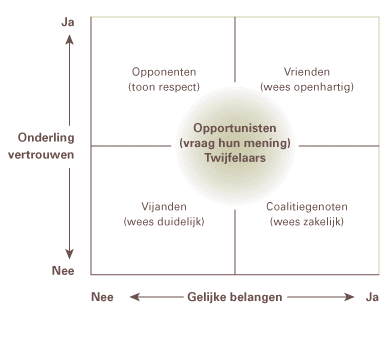 Ja
Opponenten
(toon respect)
Vrienden
(wees openhartig)
Onderling
vertrouwen
Opportunisten
(vraag hun mening)
Twijfelaars
Vijanden
(wees duidelijk)
Coalitiegenoten
(wees zakelijk)
Nee
Nee
Gelijke belangen
Ja